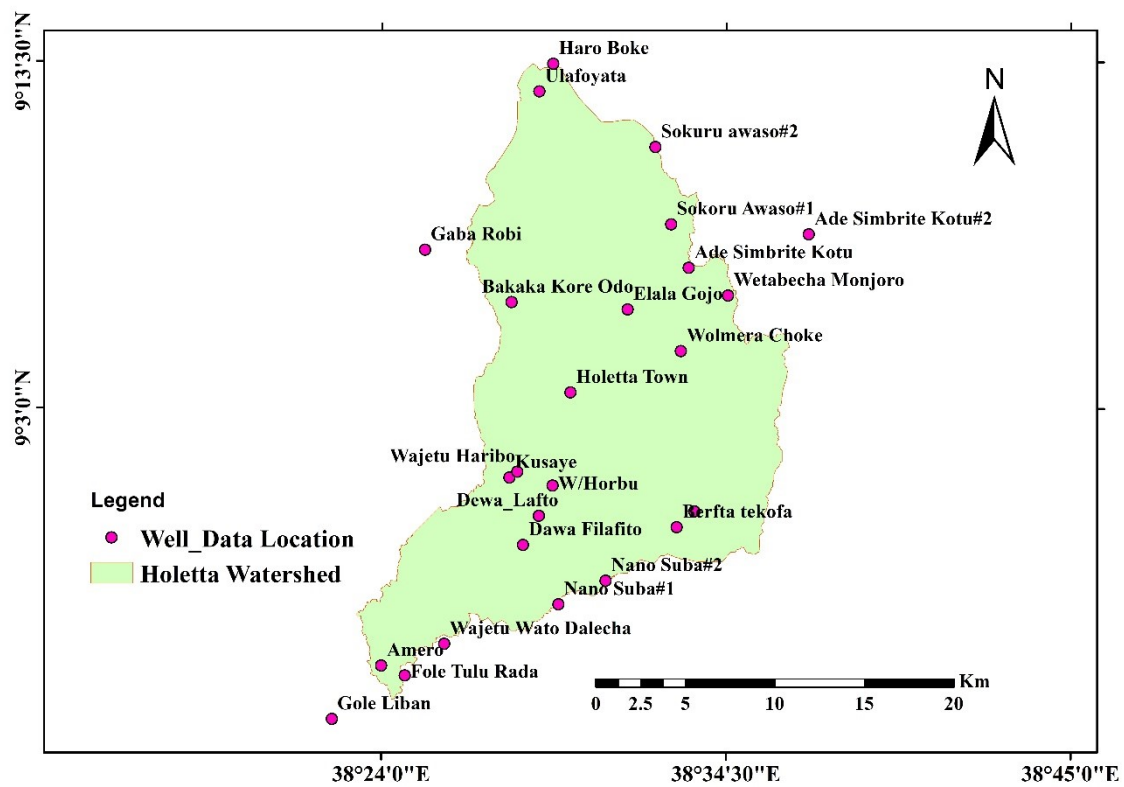 Haro Boke
Ulafoyata
N
Sokuru awaso#2
Sokoru Awaso#1
Ade Simbrite Kotu#2
Gaba Robi
Ade Simbrite Kotu
Bakaka Kore Odo
Elala Gojo
Wetabecha Monjoro
Wolmera Choke
Holetta Town
Wajetu Haribo
Kusaye
W/Horbu
Dewa_Lafto
Berfta tekofa
Dawa Filafito
Nano Suba#2
Nano Suba#1
Wajetu Wato Dalecha
Amero
Fole Tulu Rada
Gole Liban
Legend
Well_Data Location
Holetta Watershed
Km
0 2.5 5 10 15 20
9°13'30"N
9°3'0"N
38°24'0"E
38°34'30"E
38°45'0"E